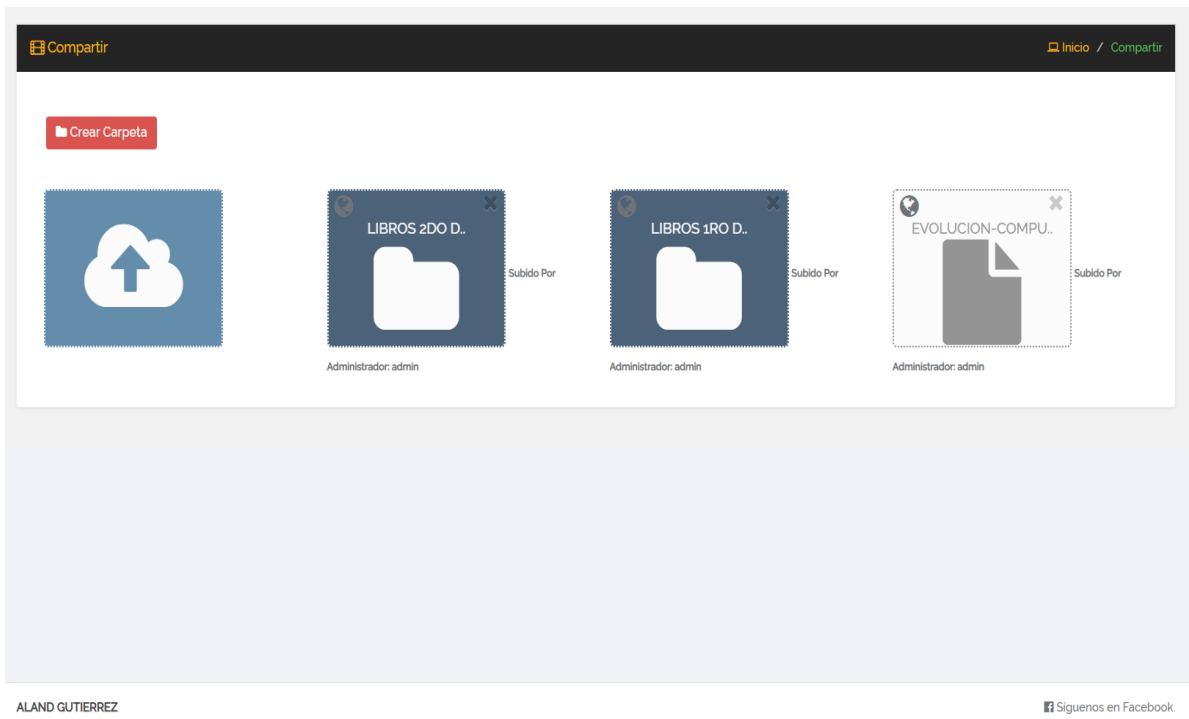 Compartir
Inicio / Compartir
Crear Carpeta
LIBROS 2DO D..
Subido Por
Administrador: admin
LIBROS 1RO D..
Subido Por
Administrador: admin
EVOLUCION-COMPU..
Subido Por
Administrador: admin
ALAND GUTIERREZ
Siguenos en Facebook.